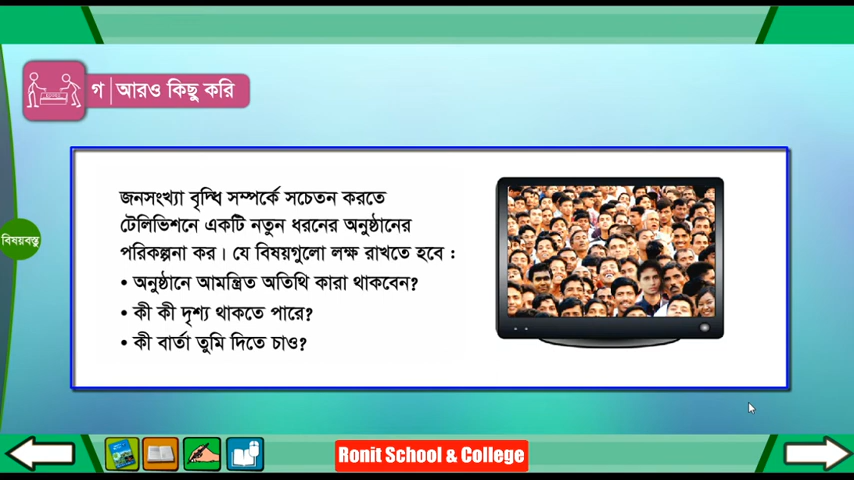 গ আরও কিছু করি
জনসংখ্যা বৃদ্ধি সম্পর্কে সচেতন করতে
টেলিভিশনে একটি নতুন ধরনের অনুষ্ঠানের
পরিকল্পনা কর। যে বিষয়গুলো লক্ষ রাখতে হবে :
• অনুষ্ঠানে আমন্ত্রিত অতিথি কারা থাকবেন?
• কী কী দৃশ্য থাকতে পারে?
• কী বার্তা তুমি দিতে চাও?
বিষয়বস্তু
Ronit School & College